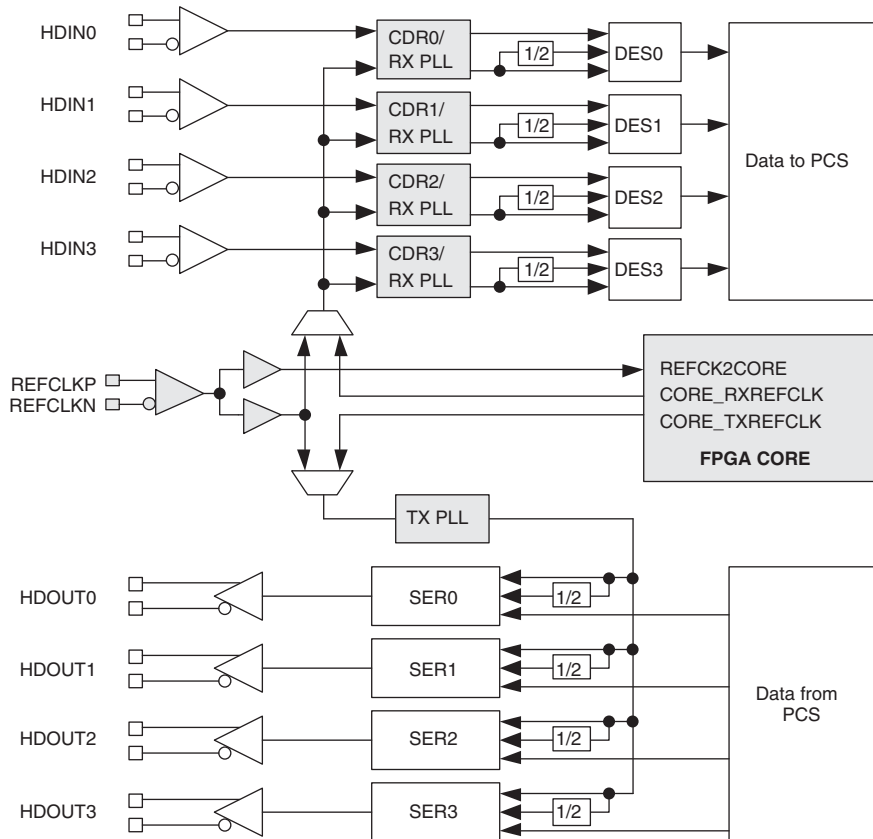 HDIN0
CDR0/
RX PLL
1/2
DES0
HDIN1
CDR1/
RX PLL
1/2
DES1
Data to PCS
HDIN2
CDR2/
RX PLL
1/2
DES2
HDIN3
CDR3/
RX PLL
1/2
DES3
REFCLKP
REFCLKN
REFCK2CORE
CORE_RXREFCLK
CORE_TXREFCLK
FPGA CORE
TX PLL
HDOUT0
SER0
1/2
HDOUT1
SER1
1/2
Data from
PCS
HDOUT2
SER2
1/2
HDOUT3
SER3
1/2